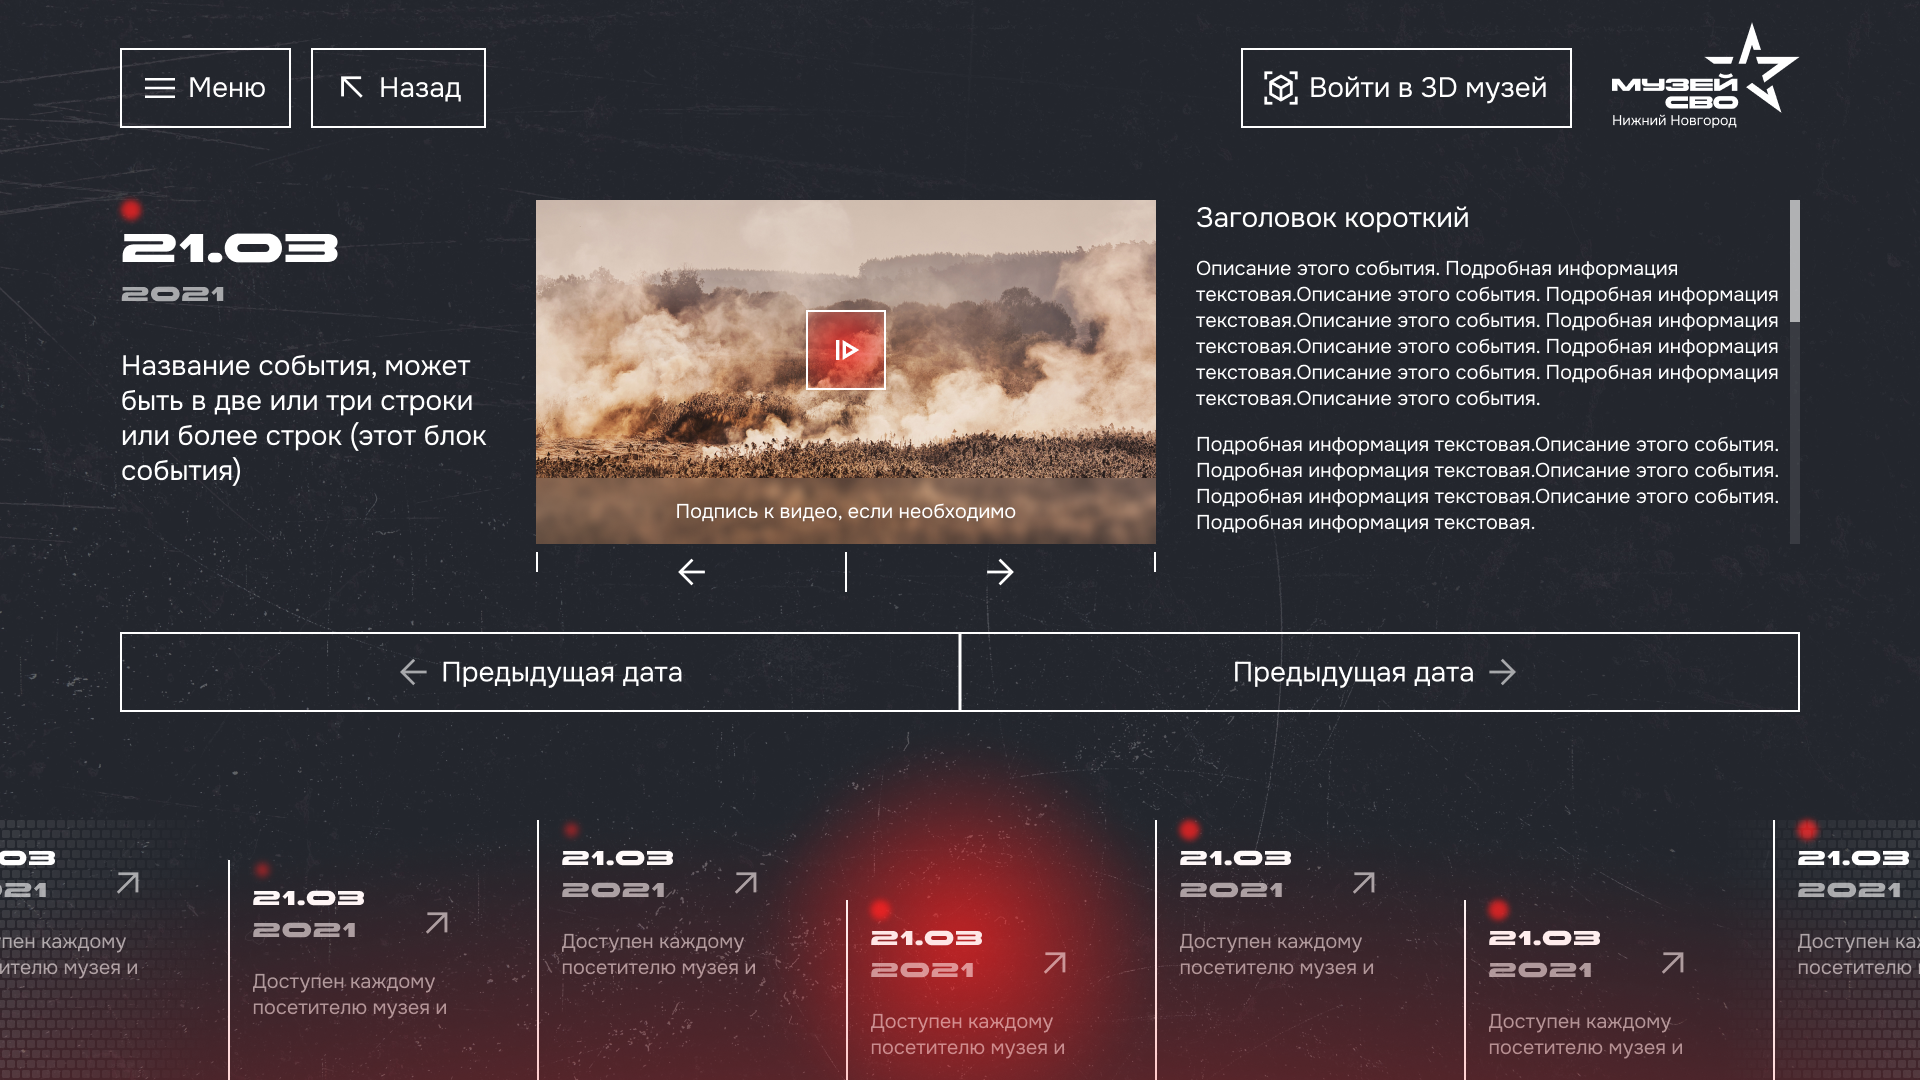 Меню
Назад
Войти в 3D музей
МУЗЕЙ
СВО
Нижний Новгород
21.03
2021
Название события, может
быть в две или три строки
или более строк (этот блок
события)
Подпись к видео, если необходимо
Заголовок короткий
Описание этого события. Подробная информация
текстовая.Описание этого события. Подробная информация
текстовая.Описание этого события. Подробная информация
текстовая.Описание этого события. Подробная информация
текстовая.Описание этого события. Подробная информация
текстовая.Описание этого события.
Подробная информация текстовая.Описание этого события.
Подробная информация текстовая.Описание этого события.
Подробная информация текстовая.Описание этого события.
Подробная информация текстовая.
Предыдущая дата
Предыдущая дата
03
21
пен каждому
ителю музея и
21.03
2021
Доступен каждому
посетителю музея и
21.03
2021
Доступен каждому
посетителю музея и
21.03
2021
Доступен каждому
посетителю музея и
21.03
2021
Доступен каждому
посетителю музея и
21.03
2021
Доступен каждому
посетителю музея и
21.03
2021
Доступен каж
посетителю